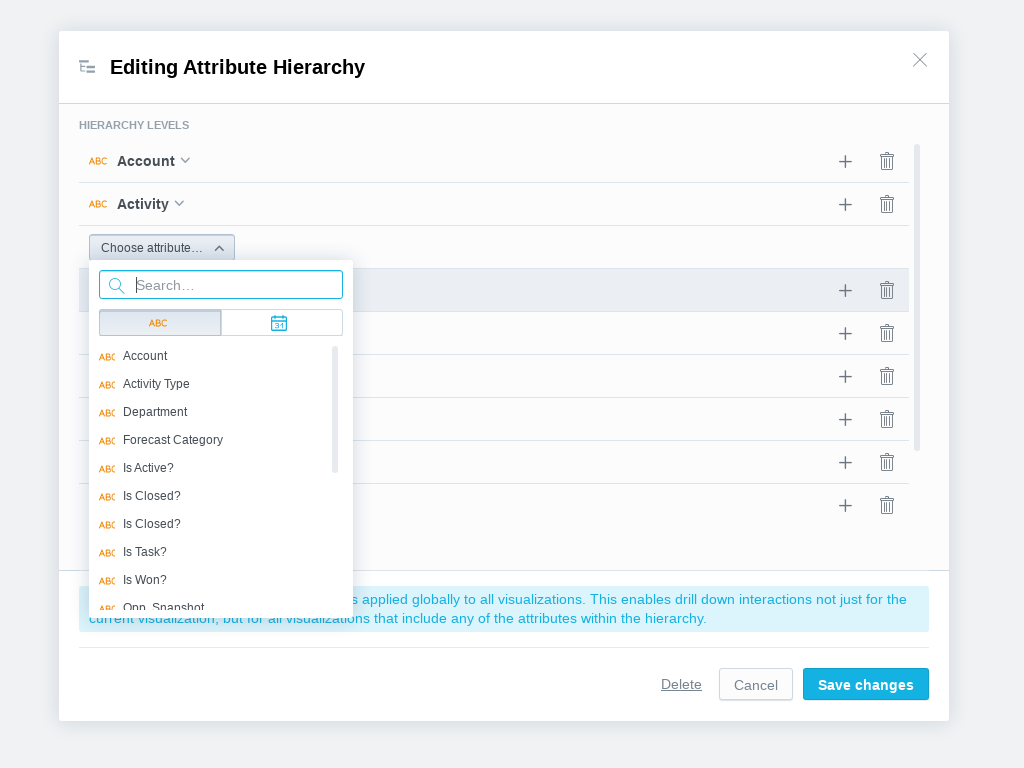 Editing Attribute Hierarchy
HIERARCHY LEVELS
ABC Account
ABC Activity
Choose attribute…
Search…
ABC 31
ABC Account
ABC Activity Type
ABC Department
ABC Forecast Category
ABC Is Active?
ABC Is Closed?
ABC Is Closed?
ABC Is Task?
ABC Is Won?
ABC Opp. Snapshot
s applied globally to all visualizations. This enables drill down interactions not just for the
current visualization, but for all visualizations that include any of the attributes within the hierarchy.
Delete Cancel Save changes